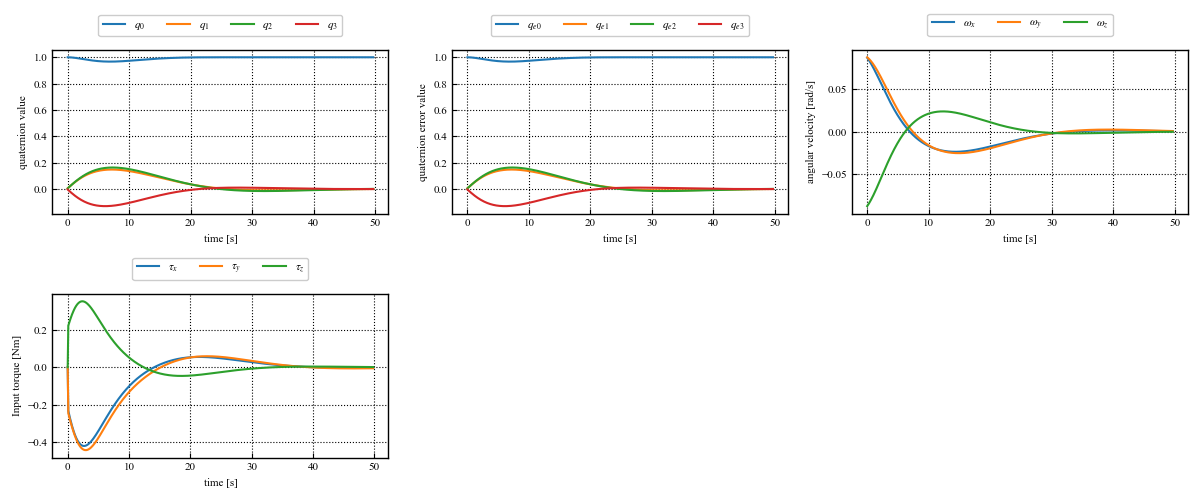 q0 q1 q2 q3
quaternion value
1.0
0.8
0.6
0.4
0.2
0.0
0 10 20 30 40 50
time [s]
qe0 qe1 qe2 qe3
quaternion error value
1.0
0.8
0.6
0.4
0.2
0.0
0 10 20 30 40 50
time [s]
ωx ωy ωz
angular velocity [rad/s]
0.05
0.00
−0.05
0 10 20 30 40 50
time [s]
τx τy τz
Input torque [Nm]
0.2
0.0
−0.2
−0.4
0 10 20 30 40 50
time [s]